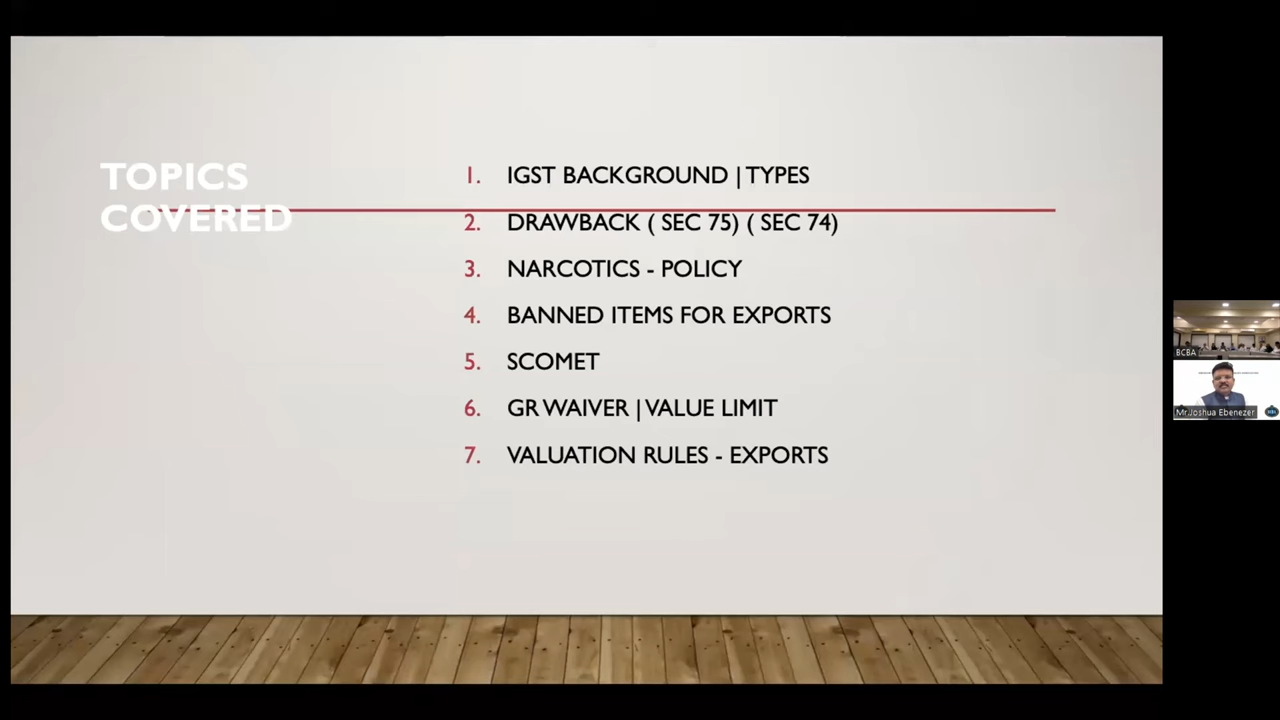 TOPICS
COVERED
1. IGST BACKGROUND | TYPES
2. DRAWBACK ( SEC 75) ( SEC 74)
3. NARCOTICS - POLICY
4. BANNED ITEMS FOR EXPORTS
5. SCOMET
6. GR WAIVER | VALUE LIMIT
7. VALUATION RULES - EXPORTS
BCBA
Mr.Joshua Ebenezer